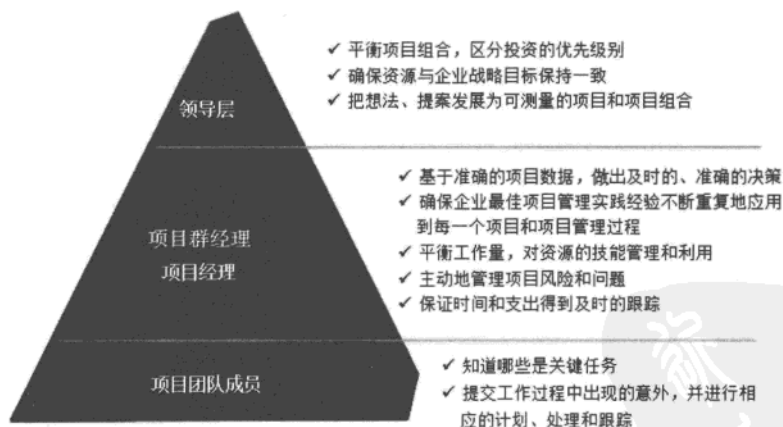 ✓ 平衡项目组合，区分投资的优先级别
✓ 确保资源与企业战略目标保持一致
✓ 把想法、提案发展为可测量的项目和项目组合
领导层
✓ 基于准确的项目数据，做出及时的、准确的决策
✓ 确保企业最佳项目管理实践经验不断重复地应用
到每一个项目和项目管理过程
✓ 平衡工作量，对资源的技能管理和利用
✓ 主动地管理项目风险和问题
✓ 保证时间和支出得到及时的跟踪
项目群经理
项目经理
✓ 知道哪些是关键任务
✓ 提交工作过程中出现的意外，并进行相
应的计划、处理和跟踪
项目团队成员